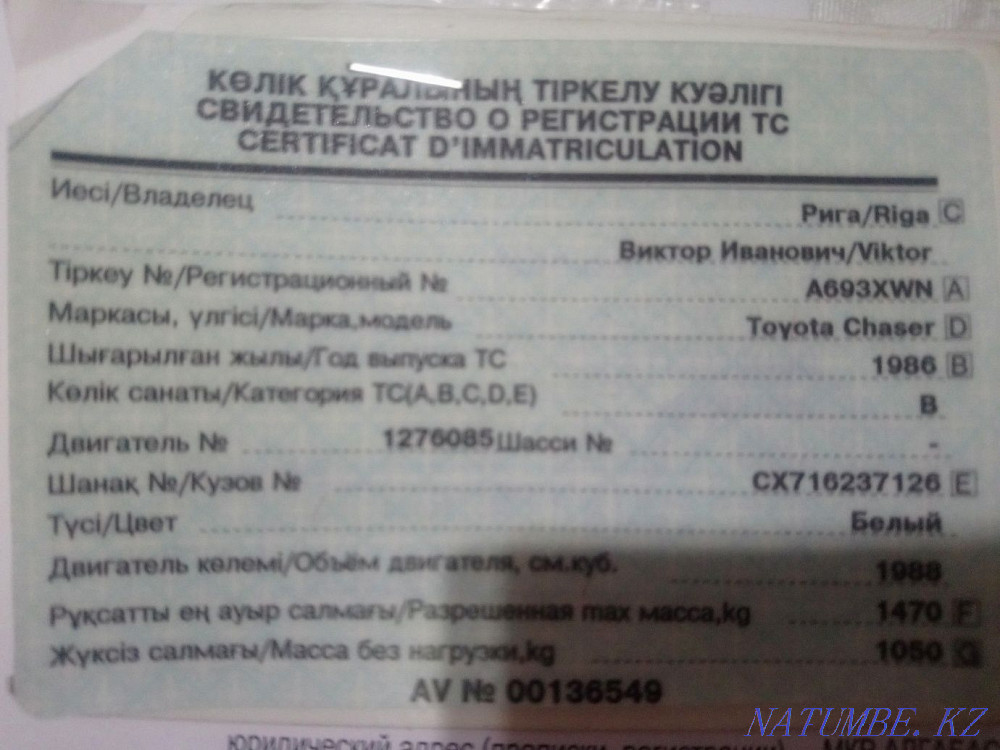 КӨЛІК ҚҰРАЛЫНЫҢ ТІРКЕЛУ КУӘЛІГІ
СВИДЕТЕЛЬСТВО О РЕГИСТРАЦИИ ТС
CERTIFICAT D'IMMATRICULATION
Иесі/Владелец Рига/Riga C
Виктор Иванович/Viktor
Тіркеу №/Регистрационный № A693XWN A
Маркасы, үлгісі/Марка,модель Toyota Chaser D
Шығарылған жылы/Год выпуска ТС 1986 B
Көлік санаты/Категория ТС(A,B,C,D,E) B
Двигатель № 1276085 Шасси № -
Шанақ №/Кузов № CX716237126 E
Түсі/Цвет Белый
Двигатель көлемі/Объём двигателя, см.куб. 1988
Рұқсатты ең ауыр салмағы/Разрешенная max масса,kg 1470 F
Жүксіз салмағы/Масса без нагрузки,kg 1050 G
AV № 00136549
NATUMBE. KZ
юридический адрес